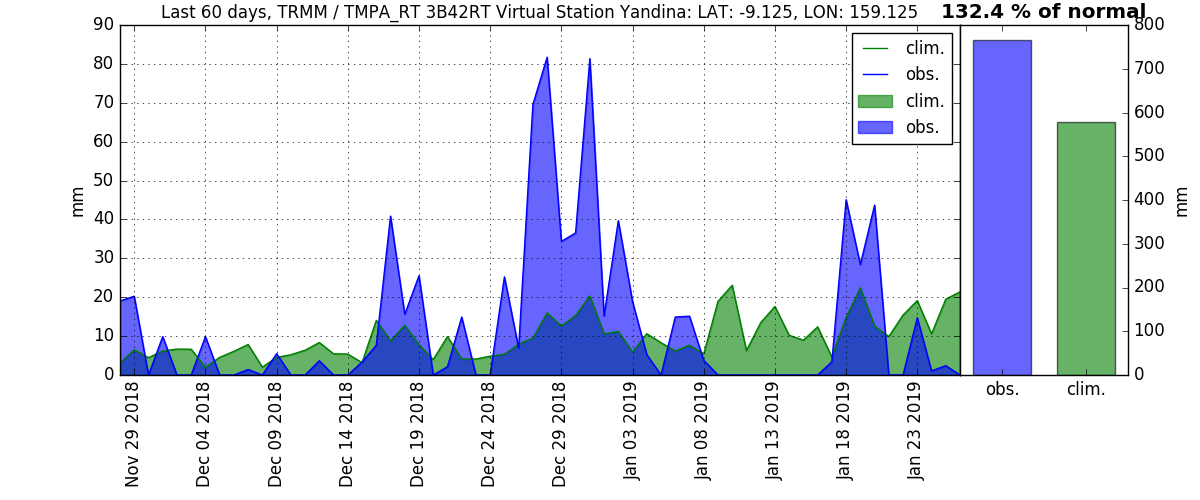 Last 60 days, TRMM / TMPA_RT 3B42RT Virtual Station Yandina: LAT: -9.125, LON: 159.125
132.4 % of normal
90
80
70
60
50
40
30
20
10
0
mm
Nov 29 2018
Dec 04 2018
Dec 09 2018
Dec 14 2018
Dec 19 2018
Dec 24 2018
Dec 29 2018
Jan 03 2019
Jan 08 2019
Jan 13 2019
Jan 18 2019
Jan 23 2019
clim.
obs.
clim.
obs.
800
700
600
500
400
300
200
100
0
mm
obs.
clim.